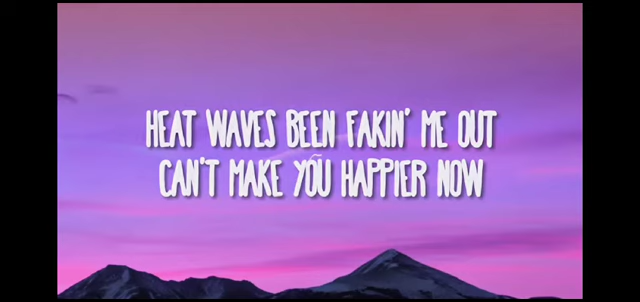 HEAT WAVES BEEN FAKIN' ME OUT
CAN'T MAKE YOU HAPPIER NOW